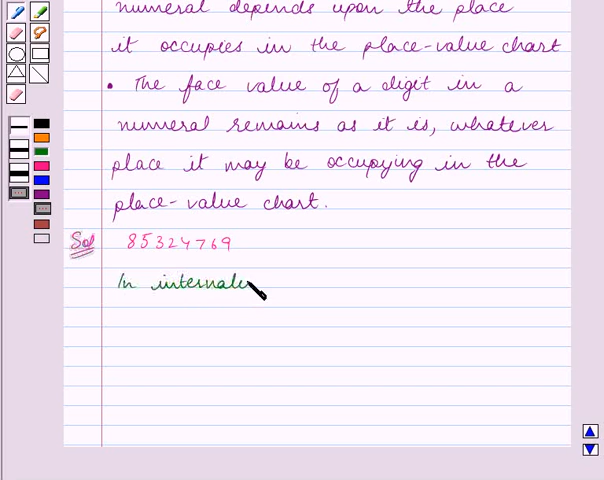 numeral depends upon the place
it occupies in the place-value chart
• The face value of a digit in a
numeral remains as it is, whatever
place it may be occupying in the
place-value chart.
Sol 85324769
In internale